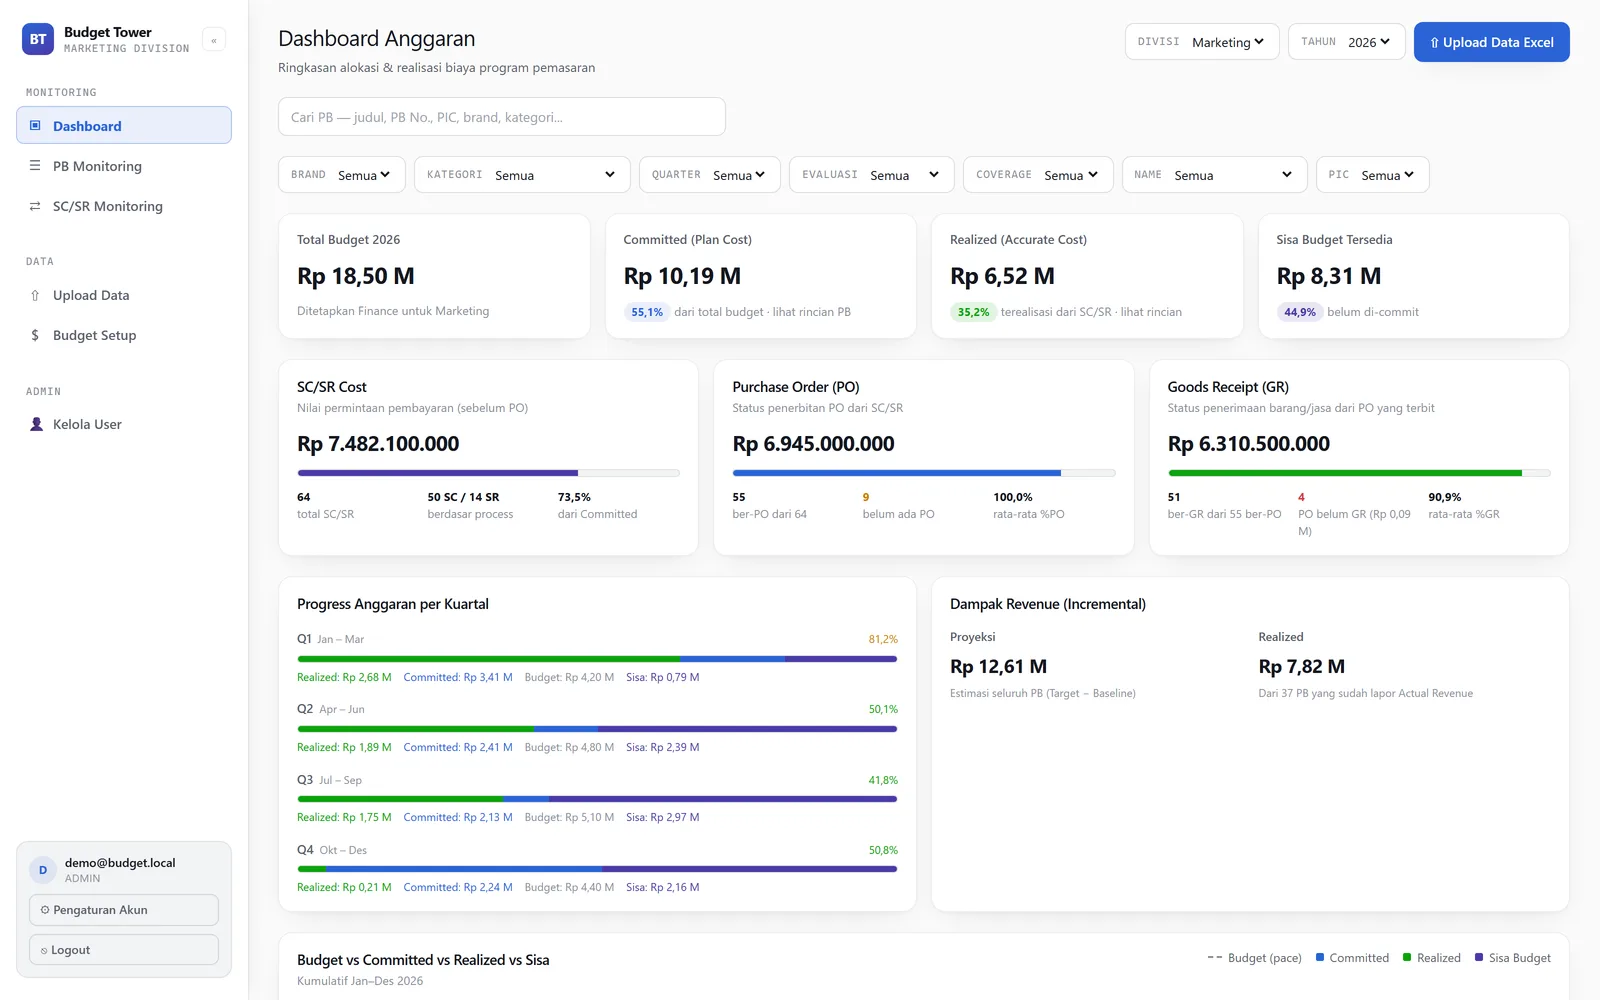 BT
Budget Tower
MARKETING DIVISION
«
MONITORING
Dashboard
PB Monitoring
SC/SR Monitoring
DATA
⇧ Upload Data
$ Budget Setup
ADMIN
Kelola User
D
demo@budget.local
ADMIN
Pengaturan Akun
Logout
Dashboard Anggaran
Ringkasan alokasi & realisasi biaya program pemasaran
DIVISI Marketing
TAHUN 2026
⇧ Upload Data Excel
Cari PB — judul, PB No., PIC, brand, kategori...
BRAND Semua
KATEGORI Semua
QUARTER Semua
EVALUASI Semua
COVERAGE Semua
NAME Semua
PIC Semua
Total Budget 2026
Rp 18,50 M
Ditetapkan Finance untuk Marketing
Committed (Plan Cost)
Rp 10,19 M
55,1% dari total budget · lihat rincian PB
Realized (Accurate Cost)
Rp 6,52 M
35,2% terealisasi dari SC/SR · lihat rincian
Sisa Budget Tersedia
Rp 8,31 M
44,9% belum di-commit
SC/SR Cost
Nilai permintaan pembayaran (sebelum PO)
Rp 7.482.100.000
64 50 SC / 14 SR 73,5%
total SC/SR berdasar process dari Committed
Purchase Order (PO)
Status penerbitan PO dari SC/SR
Rp 6.945.000.000
55 9 100,0%
ber-PO dari 64 belum ada PO rata-rata %PO
Goods Receipt (GR)
Status penerimaan barang/jasa dari PO yang terbit
Rp 6.310.500.000
51 4 90,9%
ber-GR dari 55 ber-PO PO belum GR (Rp 0,09 rata-rata %GR
M)
Progress Anggaran per Kuartal
Q1 Jan – Mar 81,2%
Realized: Rp 2,68 M Committed: Rp 3,41 M Budget: Rp 4,20 M Sisa: Rp 0,79 M
Q2 Apr – Jun 50,1%
Realized: Rp 1,89 M Committed: Rp 2,41 M Budget: Rp 4,80 M Sisa: Rp 2,39 M
Q3 Jul – Sep 41,8%
Realized: Rp 1,75 M Committed: Rp 2,13 M Budget: Rp 5,10 M Sisa: Rp 2,97 M
Q4 Okt – Des 50,8%
Realized: Rp 0,21 M Committed: Rp 2,24 M Budget: Rp 4,40 M Sisa: Rp 2,16 M
Dampak Revenue (Incremental)
Proyeksi
Rp 12,61 M
Estimasi seluruh PB (Target − Baseline)
Realized
Rp 7,82 M
Dari 37 PB yang sudah lapor Actual Revenue
Budget vs Committed vs Realized vs Sisa
Kumulatif Jan–Des 2026
Budget (pace) Committed Realized Sisa Budget